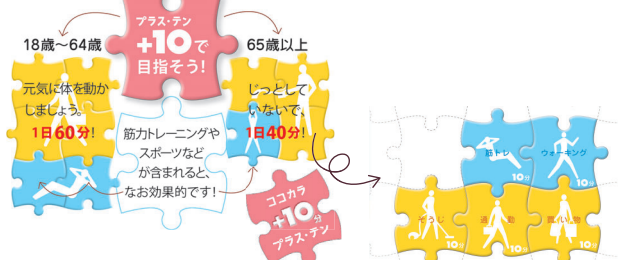 プラス・テン
+10で
目指そう!
18歳～64歳
元気に体を動か
しましょう。
1日60分!
65歳以上
じっとして
いないで、
1日40分!
筋力トレーニングや
スポーツなど
が含まれると、
なお効果的です!
ココカラ
+10分
プラス・テン
筋トレ
10分
ウォーキング
10分
そうじ
10分
通勤
10分
買い物
10分